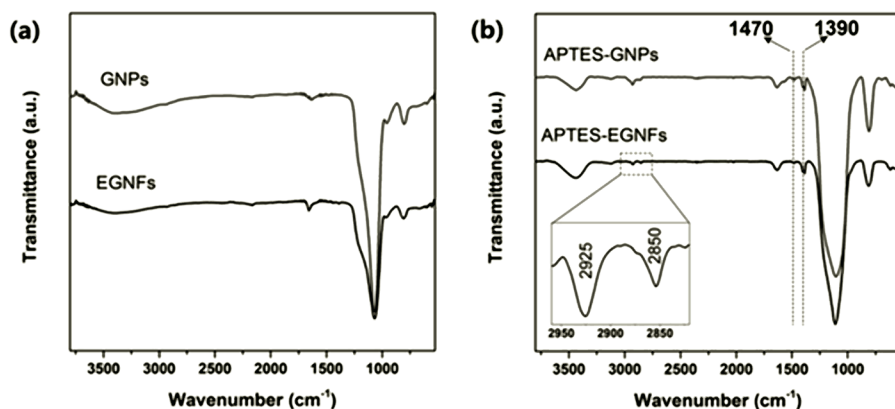 (a)
GNPs
EGNFs
Transmittance (a.u.)
3500 3000 2500 2000 1500 1000
Wavenumber (cm⁻¹)
(b)
1470 1390
APTES-GNPs
APTES-EGNFs
2925
2850
2950 2900 2850
Transmittance (a.u.)
3500 3000 2500 2000 1500 1000
Wavenumber (cm⁻¹)